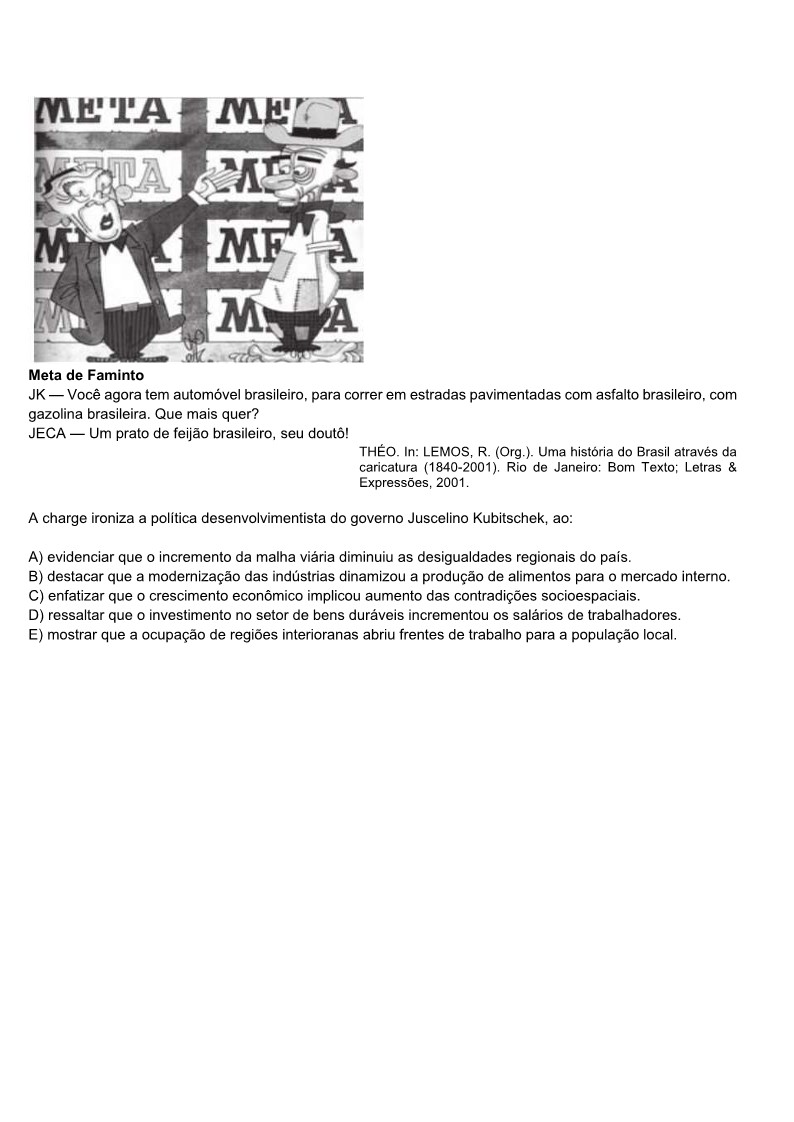 META META
META META
META META
META META
Meta de Faminto
JK — Você agora tem automóvel brasileiro, para correr em estradas pavimentadas com asfalto brasileiro, com
gazolina brasileira. Que mais quer?
JECA — Um prato de feijão brasileiro, seu doutô!
THÉO. In: LEMOS, R. (Org.). Uma história do Brasil através da
caricatura (1840-2001). Rio de Janeiro: Bom Texto; Letras &
Expressões, 2001.
A charge ironiza a política desenvolvimentista do governo Juscelino Kubitschek, ao:
A) evidenciar que o incremento da malha viária diminuiu as desigualdades regionais do país.
B) destacar que a modernização das indústrias dinamizou a produção de alimentos para o mercado interno.
C) enfatizar que o crescimento econômico implicou aumento das contradições socioespaciais.
D) ressaltar que o investimento no setor de bens duráveis incrementou os salários de trabalhadores.
E) mostrar que a ocupação de regiões interioranas abriu frentes de trabalho para a população local.